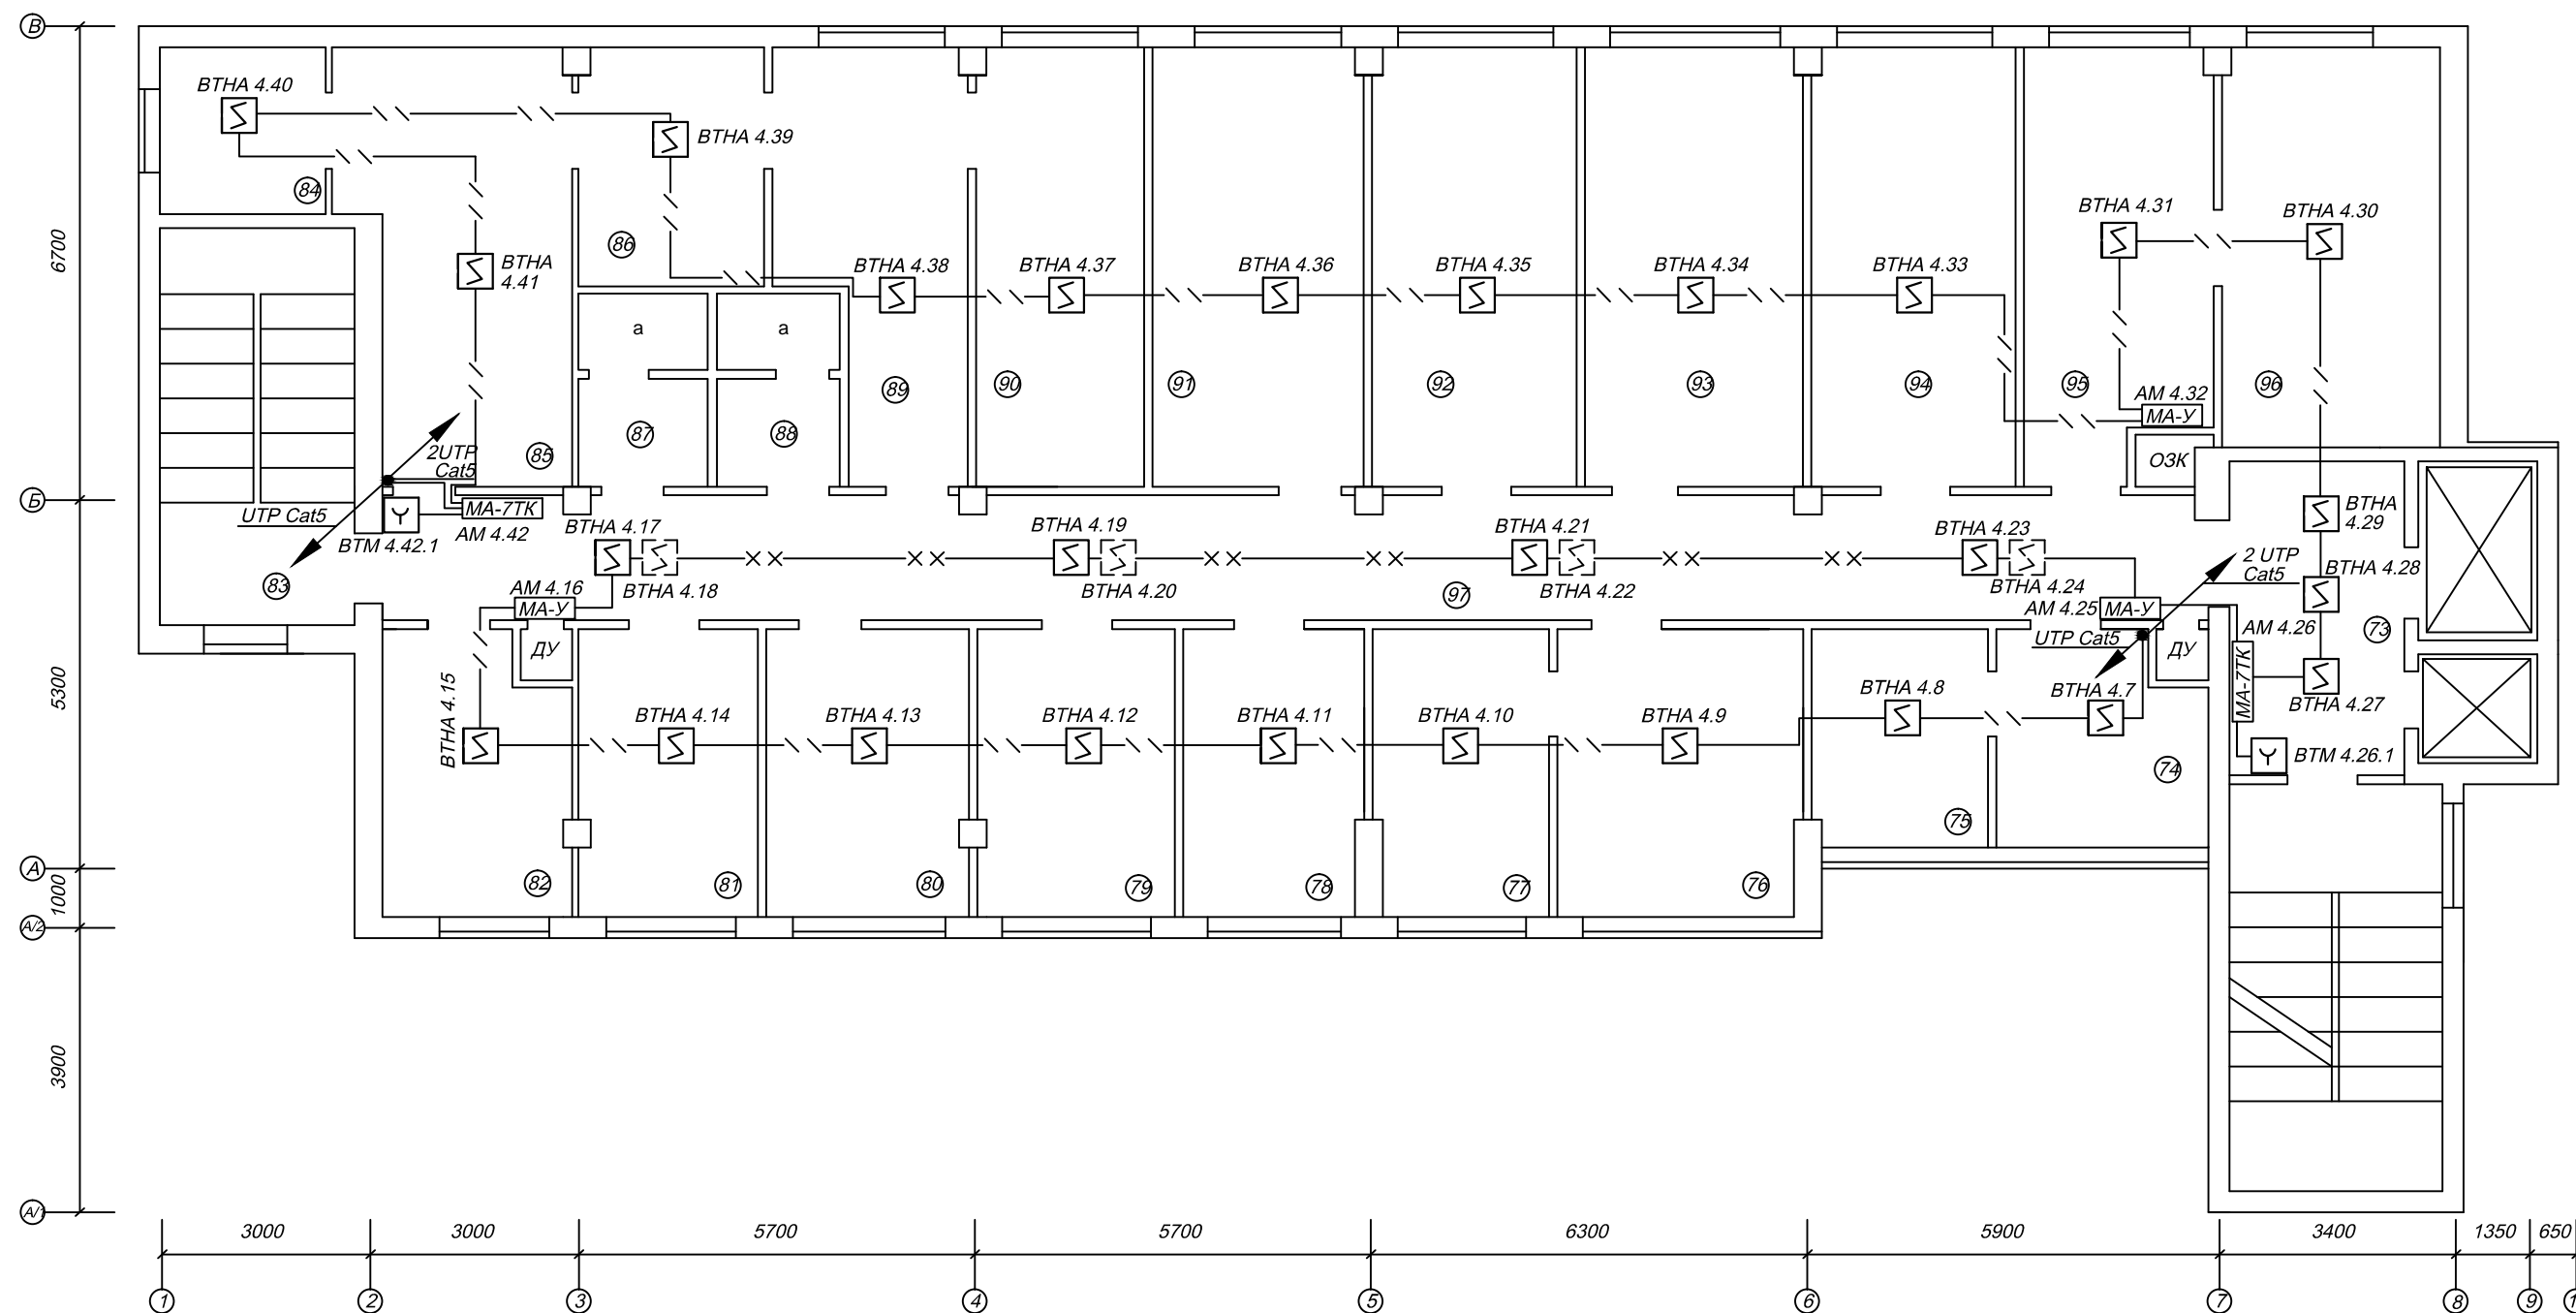 В
ВТНА 4.40
ВТНА 4.39
84
6700
86
ВТНА
4.41
ВТНА 4.38
ВТНА 4.37
ВТНА 4.36
ВТНА 4.35
ВТНА 4.34
ВТНА 4.33
ВТНА 4.31
ВТНА 4.30
а
а
89
90
91
92
93
94
95
96
АМ 4.32
МА-У
87
88
85
2UTP
Cat5
ОЗК
Б
UTP Cat5
МА-7ТК
АМ 4.42
ВТМ 4.42.1
ВТНА 4.17
ВТНА 4.18
ВТНА 4.19
ВТНА 4.20
ВТНА 4.21
ВТНА 4.22
ВТНА 4.23
ВТНА 4.24
ВТНА
4.29
2 UTP
Cat5
ВТНА 4.28
83
АМ 4.16
МА-У
97
АМ 4.25
МА-У
UTP Cat5
АМ 4.26
73
ДУ
ДУ
МА-7ТК
5300
ВТНА 4.15
ВТНА 4.14
ВТНА 4.13
ВТНА 4.12
ВТНА 4.11
ВТНА 4.10
ВТНА 4.9
ВТНА 4.8
ВТНА 4.7
ВТНА 4.27
ВТМ 4.26.1
74
75
А
82
81
80
79
78
77
76
1000
А/2
3900
А/1
3000
3000
5700
5700
6300
5900
3400
1350
650
1
2
3
4
5
6
7
8
9